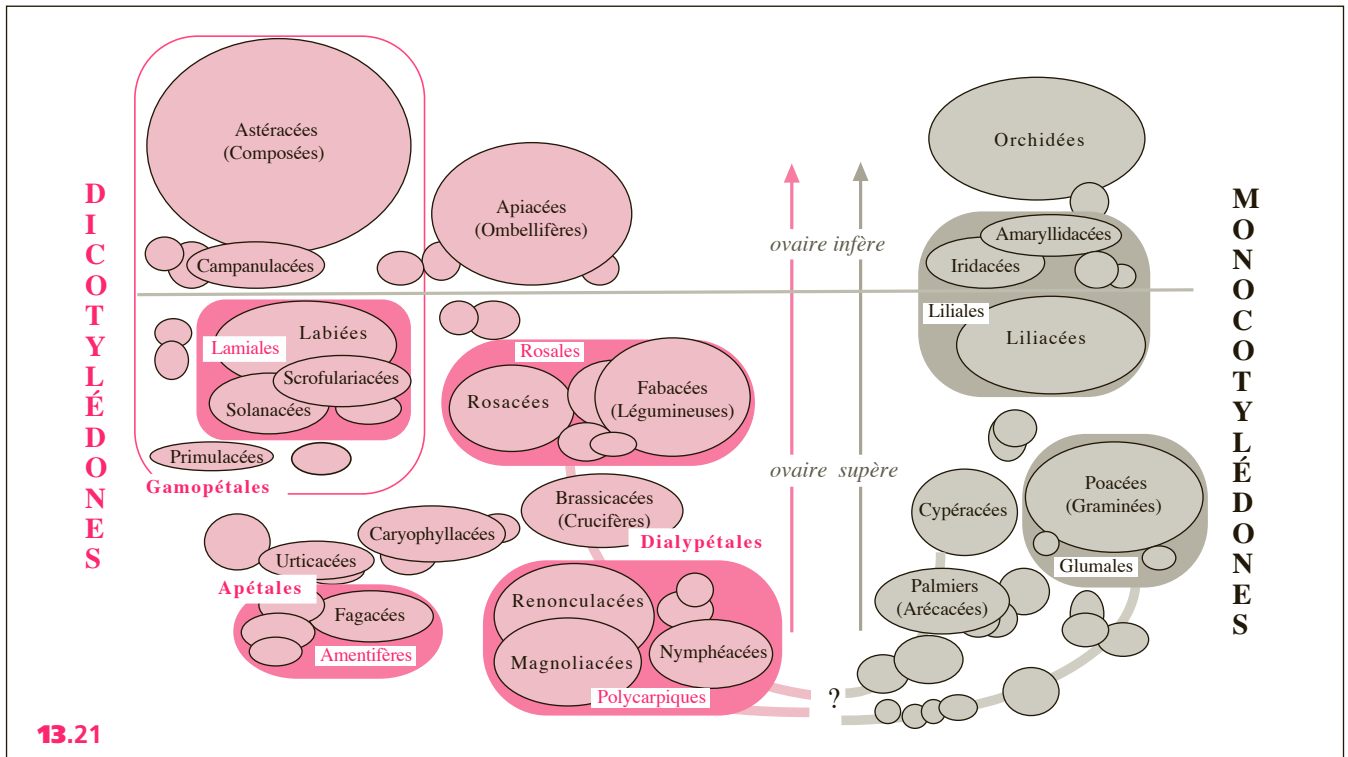 DICOTYLÉDONES
Astéracées
(Composées)
Campanulacées
Apiacées
(Ombellifères)
Labiées
Lamiales
Scrofulariacées
Solanacées
Primulacées
Gamopétales
Rosales
Rosacées
Fabacées
(Légumineuses)
Brassicacées
(Crucifères)
Dialypétales
Caryophyllacées
Urticacées
Apétales
Fagacées
Amentifères
Renonculacées
Magnoliacées
Nymphéacées
Polycarpiques
ovaire infère
ovaire supère
?
Orchidées
Amaryllidacées
Iridacées
Liliales
Liliacées
Cypéracées
Poacées
(Graminées)
Glumales
Palmiers
(Arécacées)
MONOCOTYLÉDONES
13.21